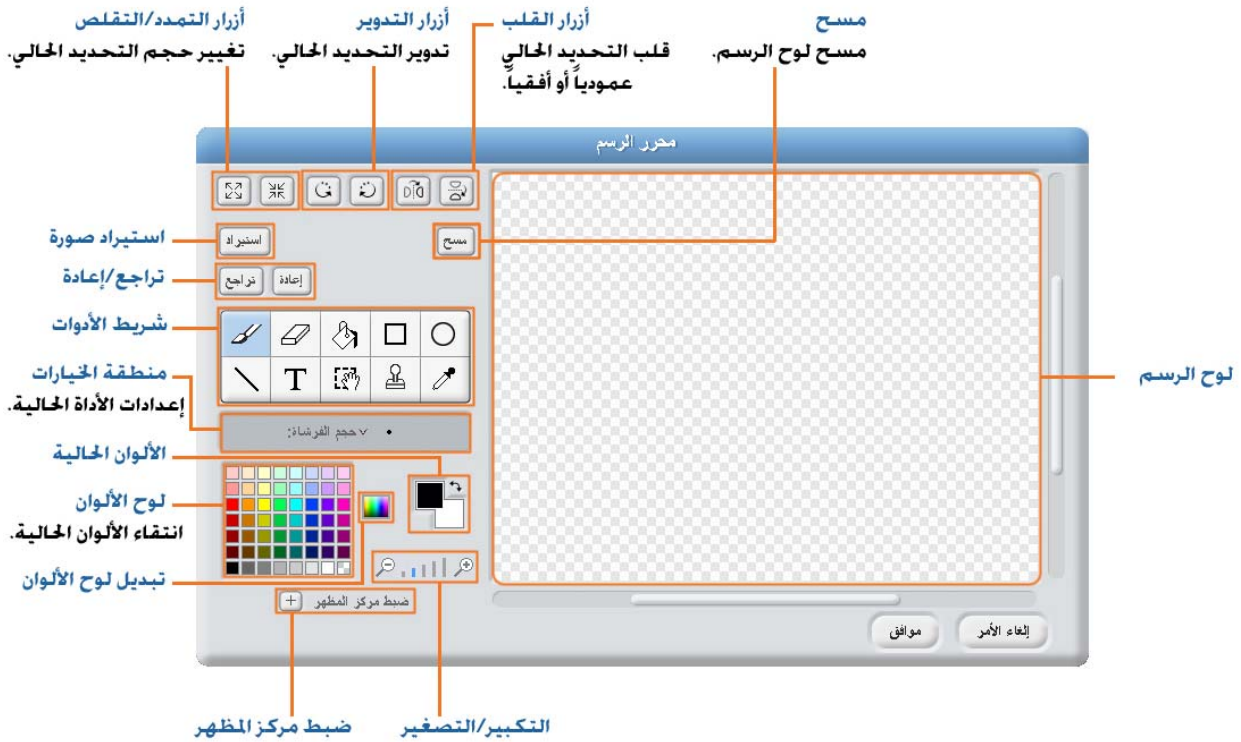 مسح
مسح لوح الرسم.
أزرار القلب
قلب التحديد الحالي
عمودياً أو أفقياً.
أزرار التدوير
تدوير التحديد الحالي.
أزرار التمدد/التقلص
تغيير حجم التحديد الحالي.
محرر الرسم
استيراد صورة
استيراد
مسح
تراجع/إعادة
تراجع
إعادة
شريط الأدوات
T
منطقة الخيارات
إعدادات الأداة الحالية.
حجم الفرشاة:
الألوان الحالية
لوح الألوان
انتقاء الألوان الحالية.
تبديل لوح الألوان
ضبط مركز المظهر
لوح الرسم
موافق
إلغاء الأمر
التكبير/التصغير
ضبط مركز المظهر